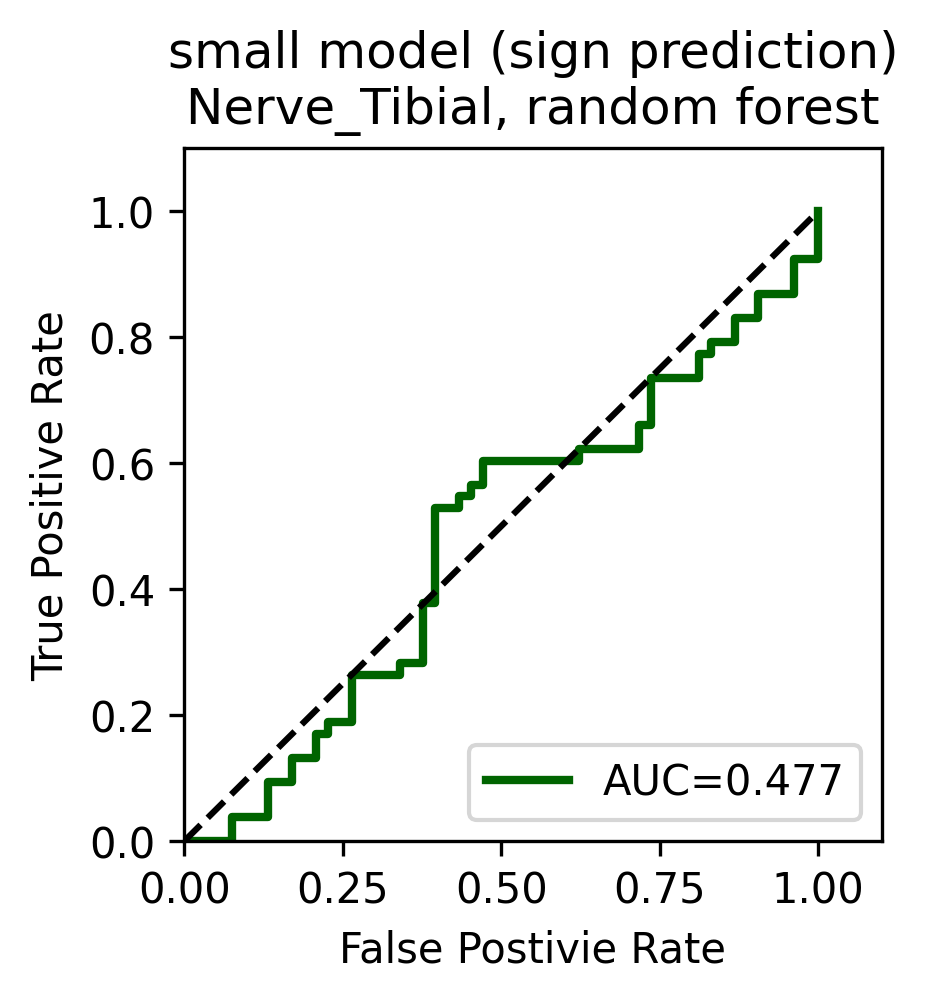 small model (sign prediction)
Nerve_Tibial, random forest
1.0
0.8
0.6
0.4
0.2
0.0
True Positive Rate
AUC=0.477
0.00 0.25 0.50 0.75 1.00
False Postivie Rate